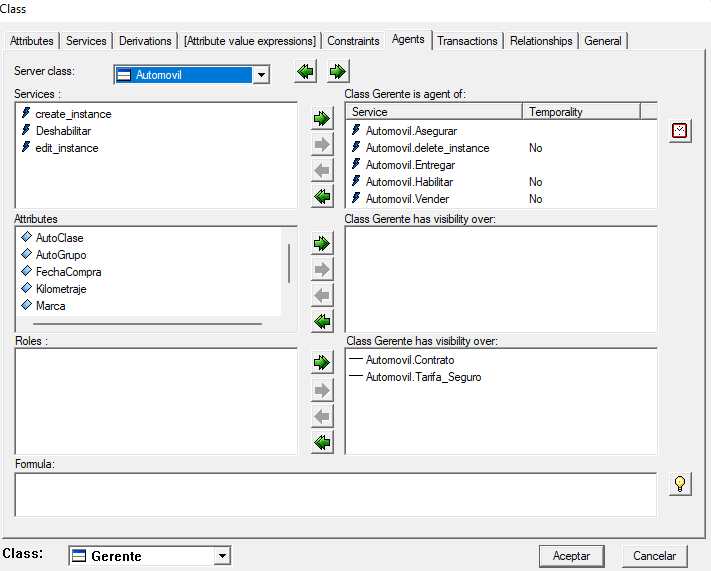 Class
Attributes Services Derivations [Attribute value expressions] Constraints Agents Transactions Relationships General
Server class: Automovil
Services : Class Gerente is agent of:
Service Temporality
create_instance
Deshabilitar
edit_instance
Automovil.Asegurar
Automovil.delete_instance No
Automovil.Entregar
Automovil.Habilitar No
Automovil.Vender No
Attributes Class Gerente has visibility over:
AutoClase
AutoGrupo
FechaCompra
Kilometraje
Marca
Roles : Class Gerente has visibility over:
Automovil.Contrato
Automovil.Tarifa_Seguro
Formula:
Class: Gerente Aceptar Cancelar